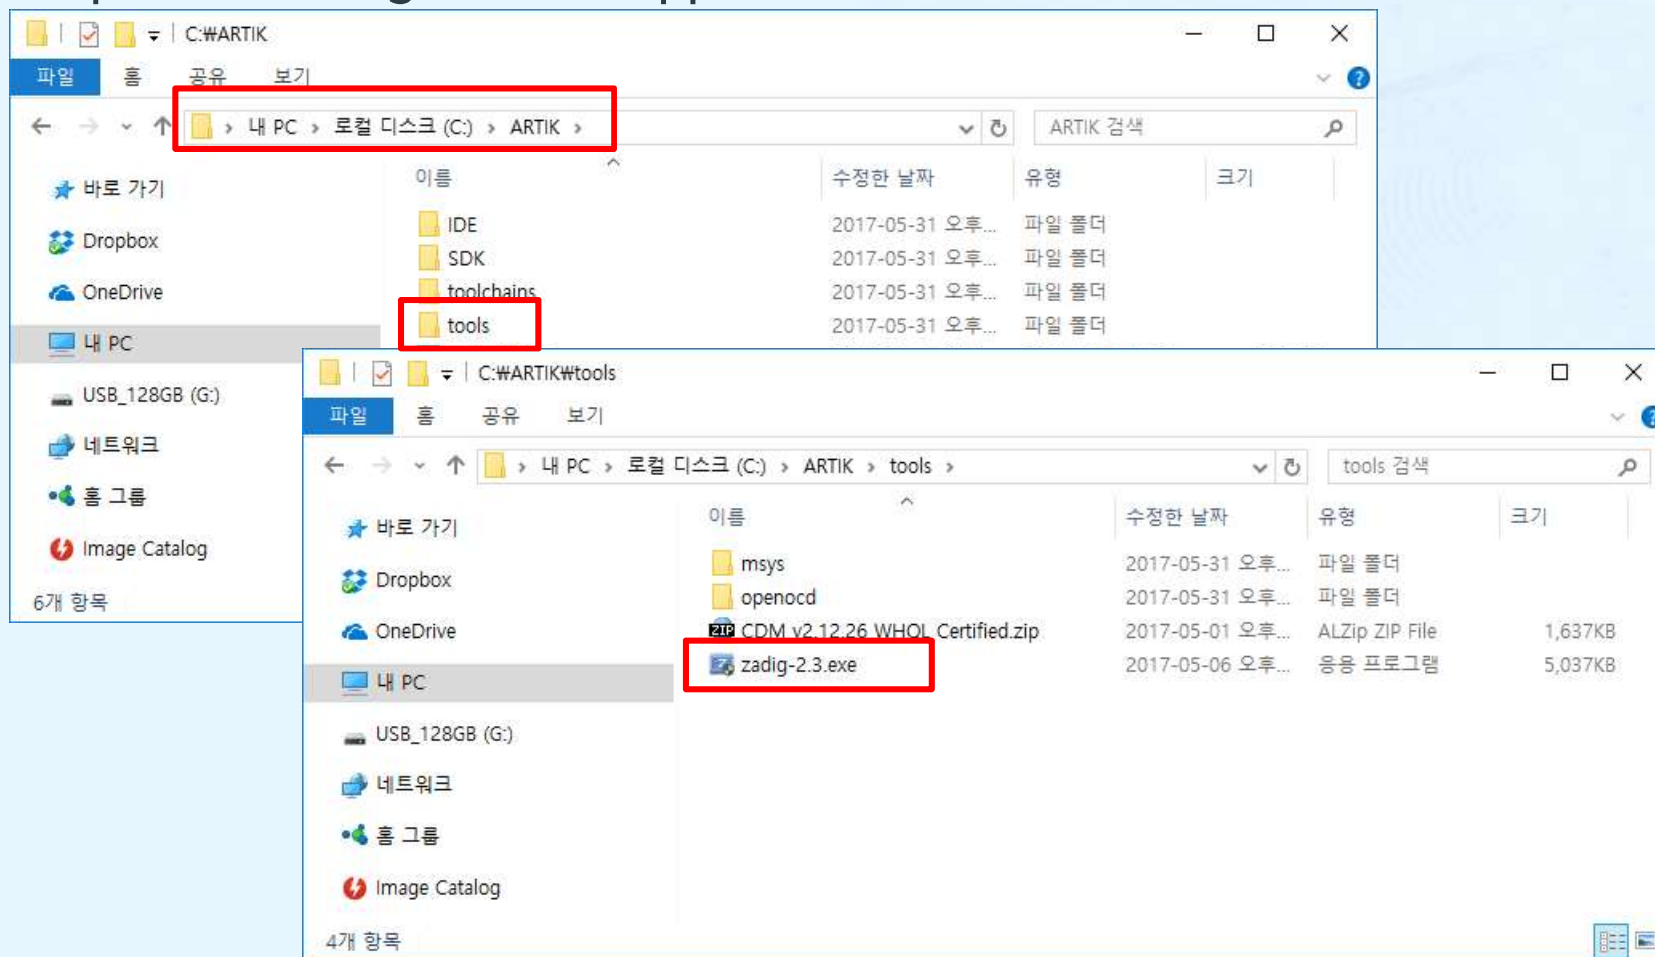 C:₩ARTIK
파일 홈 공유 보기
내 PC › 로컬 디스크 (C:) › ARTIK ›
ARTIK 검색
이름 수정한 날짜 유형 크기
바로 가기
Dropbox
OneDrive
내 PC
USB_128GB (G:)
네트워크
홈 그룹
Image Catalog
IDE 2017-05-31 오후... 파일 폴더
SDK 2017-05-31 오후... 파일 폴더
toolchains 2017-05-31 오후... 파일 폴더
tools 2017-05-31 오후... 파일 폴더
6개 항목
C:₩ARTIK₩tools
파일 홈 공유 보기
내 PC › 로컬 디스크 (C:) › ARTIK › tools ›
tools 검색
이름 수정한 날짜 유형 크기
바로 가기
Dropbox
OneDrive
내 PC
USB_128GB (G:)
네트워크
홈 그룹
Image Catalog
msys 2017-05-31 오후... 파일 폴더
openocd 2017-05-31 오후... 파일 폴더
CDM v2.12.26 WHQL Certified.zip 2017-05-01 오후... ALZip ZIP File 1,637KB
zadig-2.3.exe 2017-05-06 오후... 응용 프로그램 5,037KB
4개 항목